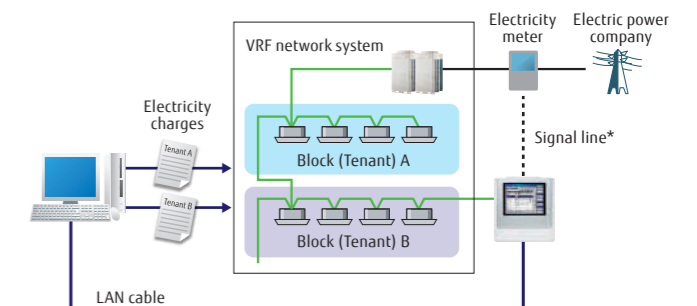 Electricity
meter
Electric power
company
VRF network system
Electricity
charges
Tenant A
Block (Tenant) A
Signal line*
Tenant B
Block (Tenant) B
LAN cable